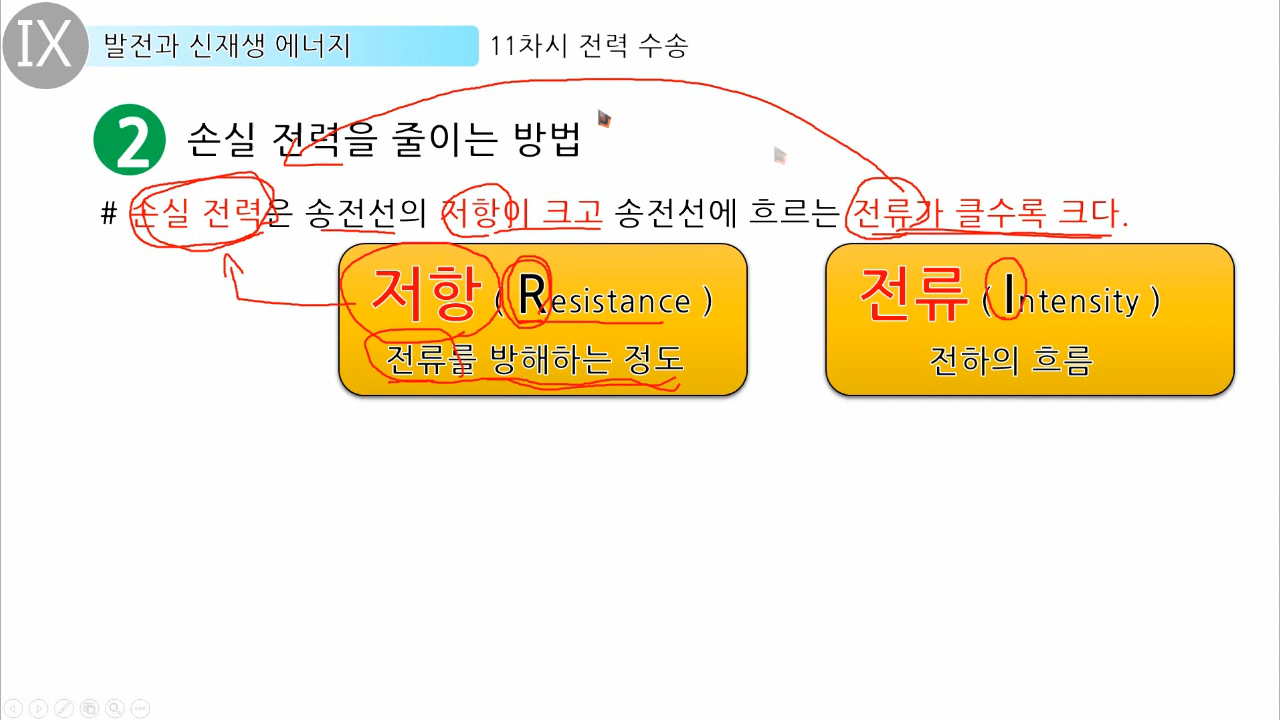 IX 발전과 신재생 에너지 11차시 전력 수송
2 손실 전력을 줄이는 방법
# 손실 전력은 송전선의 저항이 크고 송전선에 흐르는 전류가 클수록 크다.
저항 ( Resistance )
전류를 방해하는 정도
전류 ( Intensity )
전하의 흐름